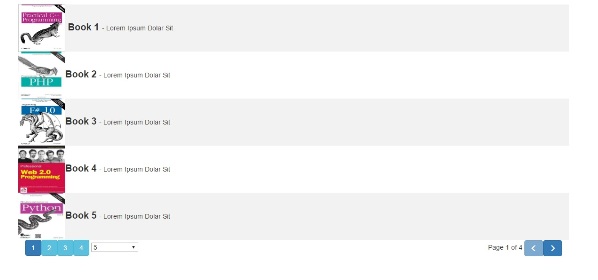 Practical C++
Programming
Book 1 - Lorem Ipsum Dolar Sit
PHP
Book 2 - Lorem Ipsum Dolar Sit
F# 1.0
Book 3 - Lorem Ipsum Dolar Sit
Web 2.0
Programming
Book 4 - Lorem Ipsum Dolar Sit
Python
Book 5 - Lorem Ipsum Dolar Sit
1 2 3 4 5
Page 1 of 4